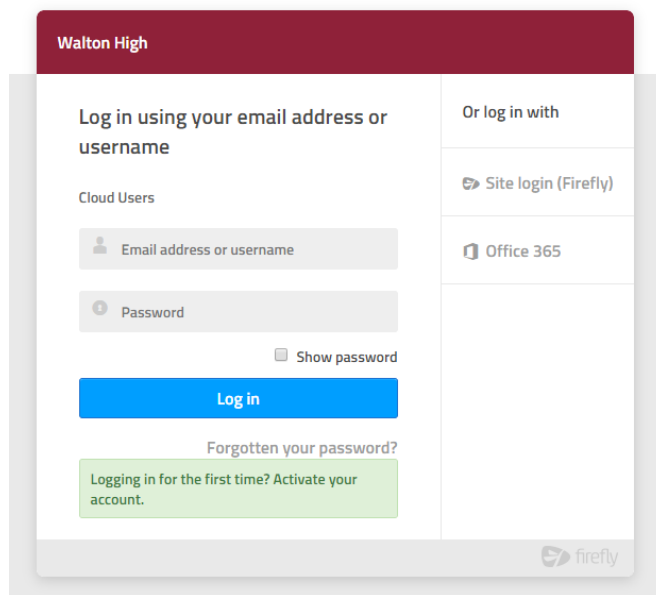 Walton High
Log in using your email address or
username
Cloud Users
Email address or username
Password
Show password
Log in
Forgotten your password?
Logging in for the first time? Activate your
account.
Or log in with
Site login (Firefly)
Office 365
firefly